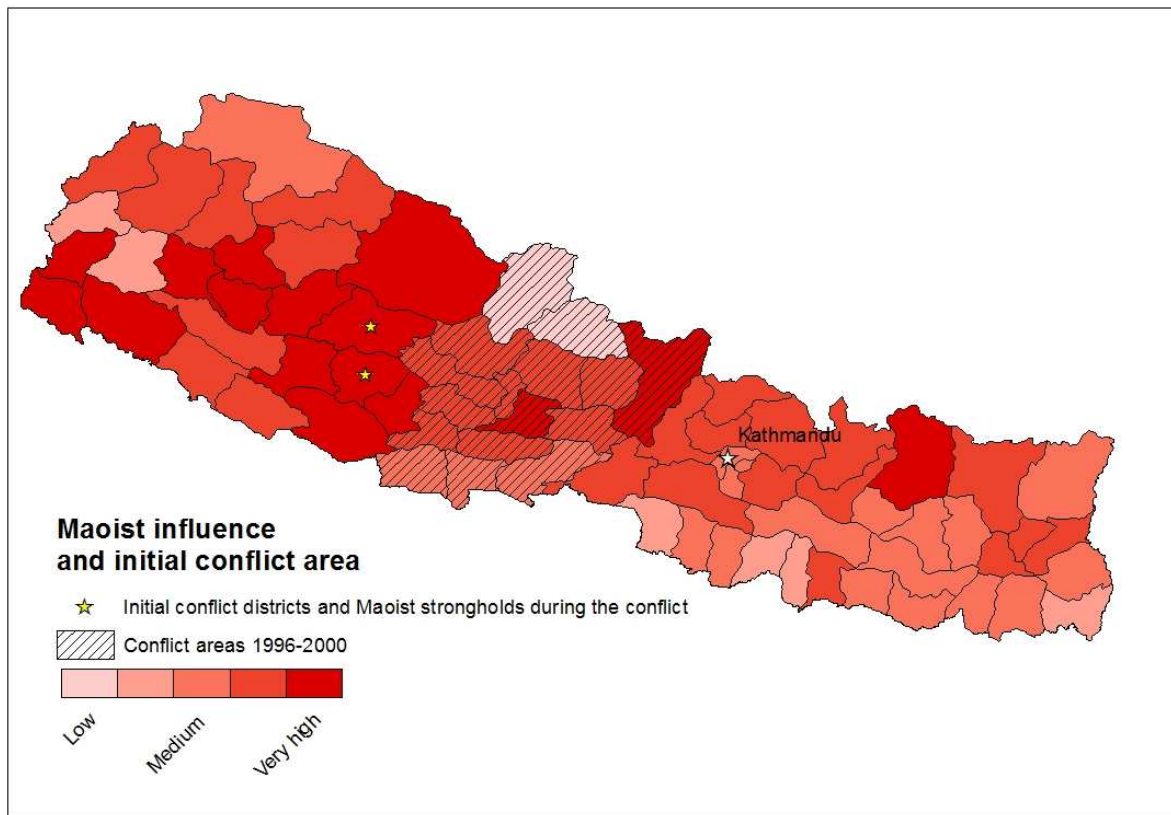 Kathmandu
Maoist influence
and initial conflict area
Initial conflict districts and Maoist strongholds during the conflict
Conflict areas 1996-2000
Low
Medium
Very high